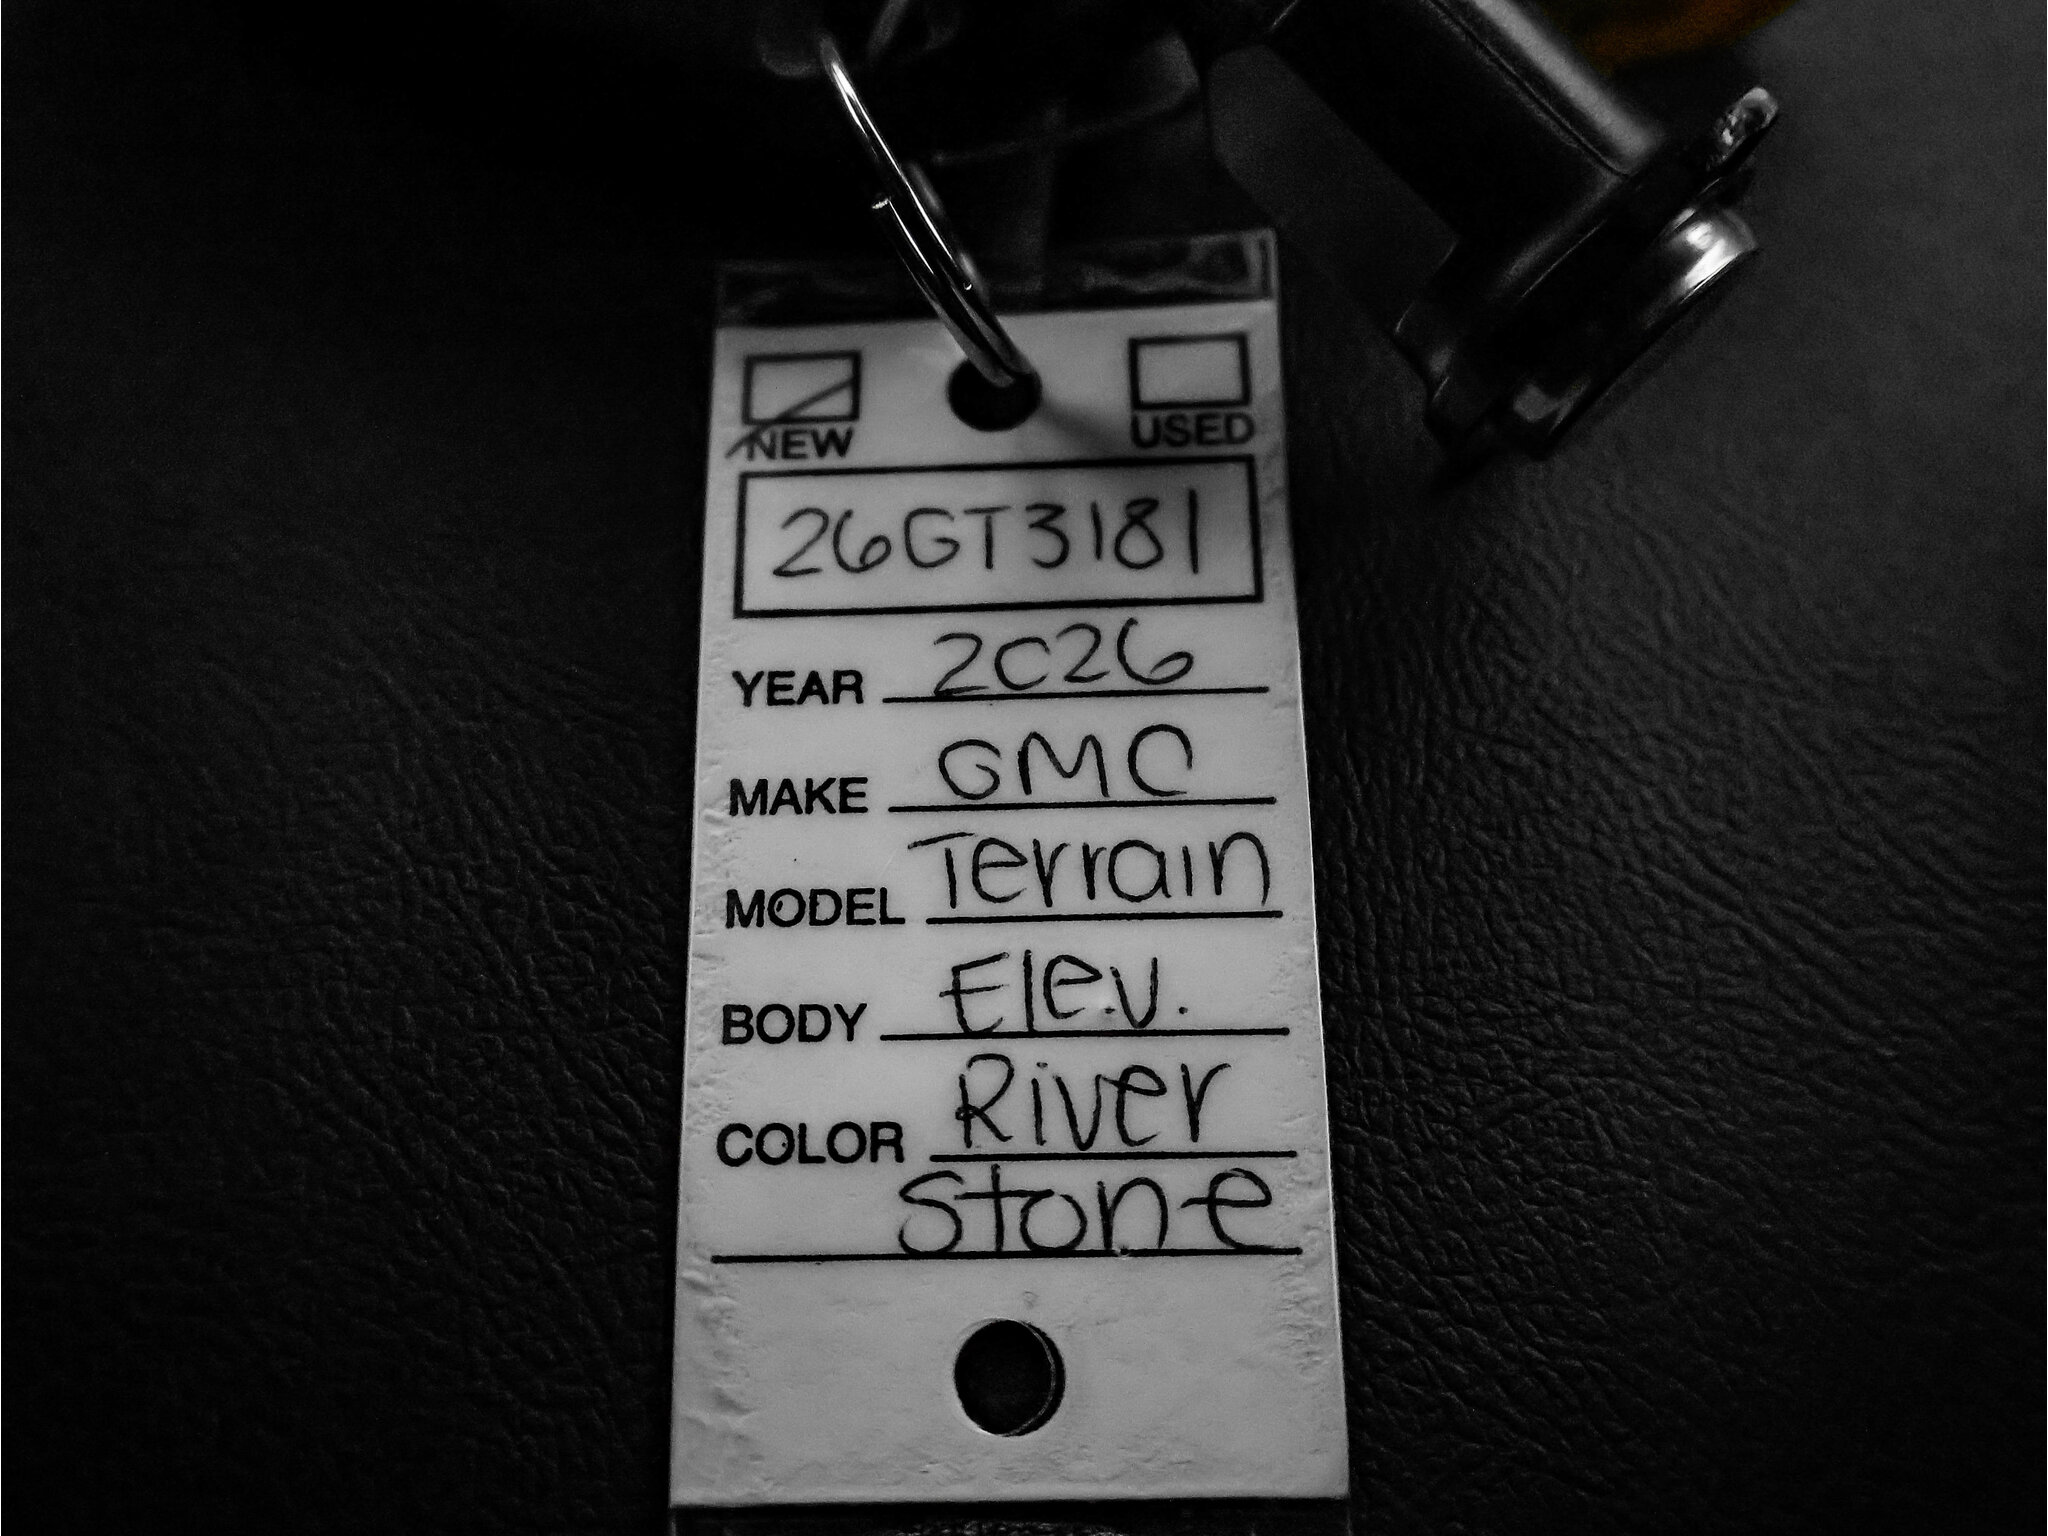 NEW USED
26GT3181
YEAR 2026
MAKE GMC
MODEL Terrain
BODY Elev.
COLOR River
Stone